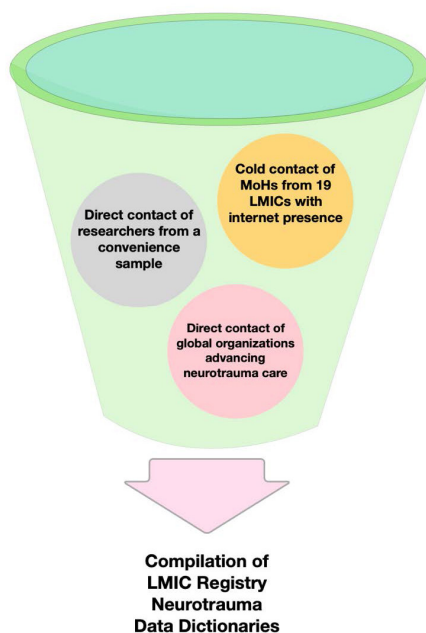 Cold contact of
MoHs from 19
LMICs with
internet presence
Direct contact of
researchers from a
convenience
sample
Direct contact of
global organizations
advancing
neurotrauma care
Compilation of
LMIC Registry
Neurotrauma
Data Dictionaries